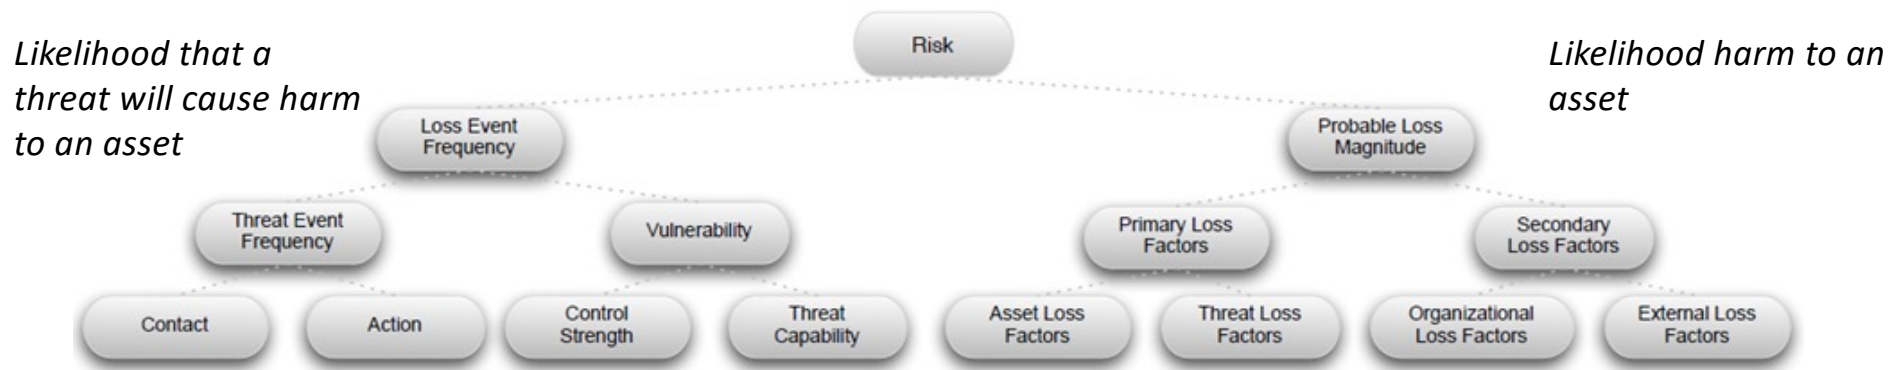 Likelihood that a
threat will cause harm
to an asset
Risk
Likelihood harm to an
asset
Loss Event
Frequency
Probable Loss
Magnitude
Threat Event
Frequency
Vulnerability
Primary Loss
Factors
Secondary
Loss Factors
Contact
Action
Control
Strength
Threat
Capability
Asset Loss
Factors
Threat Loss
Factors
Organizational
Loss Factors
External Loss
Factors